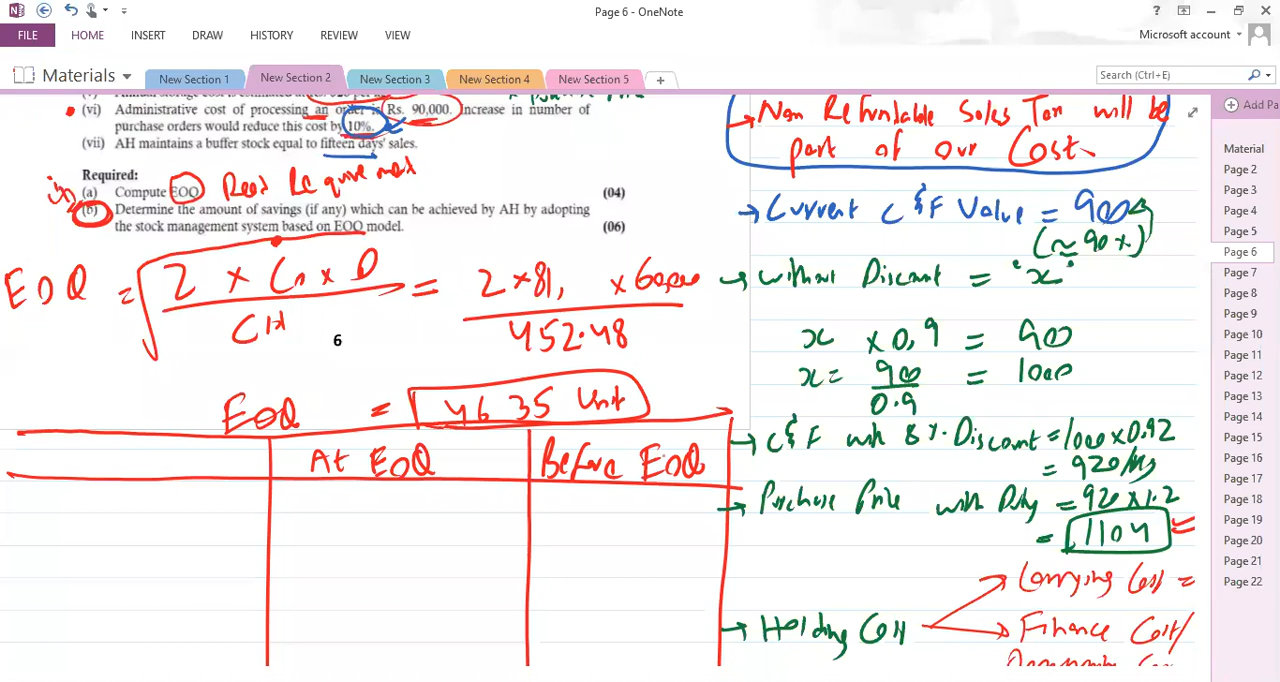 Page 6 - OneNote
FILE HOME INSERT DRAW HISTORY REVIEW VIEW
Microsoft account
Materials New Section 1 New Section 2 New Section 3 New Section 4 New Section 5
Search (Ctrl+E)
Add Pa
Material
Page 2
Page 3
Page 4
Page 5
Page 6
Page 7
Page 8
Page 9
Page 10
Page 11
Page 12
Page 13
Page 14
Page 15
Page 16
Page 17
Page 18
Page 19
Page 20
Page 21
Page 22
(vi) Administrative cost of processing an order is Rs. 90,000. Increase in number of
purchase orders would reduce this cost by 10%.
(vii) AH maintains a buffer stock equal to fifteen days' sales.
Required:
(a) Compute EOQ Read Requirement (04)
(b) Determine the amount of savings (if any) which can be achieved by AH by adopting
the stock management system based on EOQ model. (06)
EOQ = √ 2 × Co × D / CH = 2 × 81, × 60,000 / 452.48
6
EOQ = 4635 Unit
At EOQ Before EOQ
→ Non Refundable Sales Tax will be
part of our Cost
→ Current C & F Value = 900
(≈ 90%)
→ without Discount = 'x'
x × 0.9 = 900
x = 900 / 0.9 = 1000
→ C & F with 8 % Discount = 1000 × 0.92
= 920
→ Purchase Price with Duty = 920 × 1.2
= 1104
→ Holding Cost
Carrying Cost =
Finance Cost/